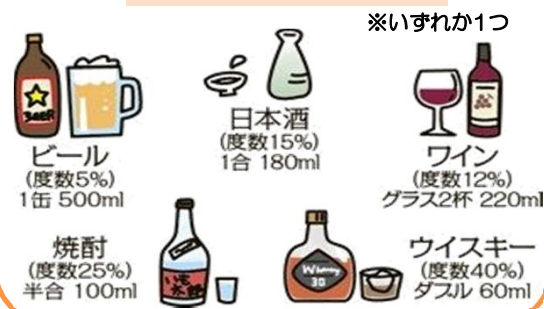 ※いずれか1つ
BEER
ビール
(度数5%)
1缶 500ml
日本酒
(度数15%)
1合 180ml
ワイン
(度数12%)
グラス2杯 220ml
焼酎
(度数25%)
半合 100ml
ウイスキー
(度数40%)
ダブル 60ml
30